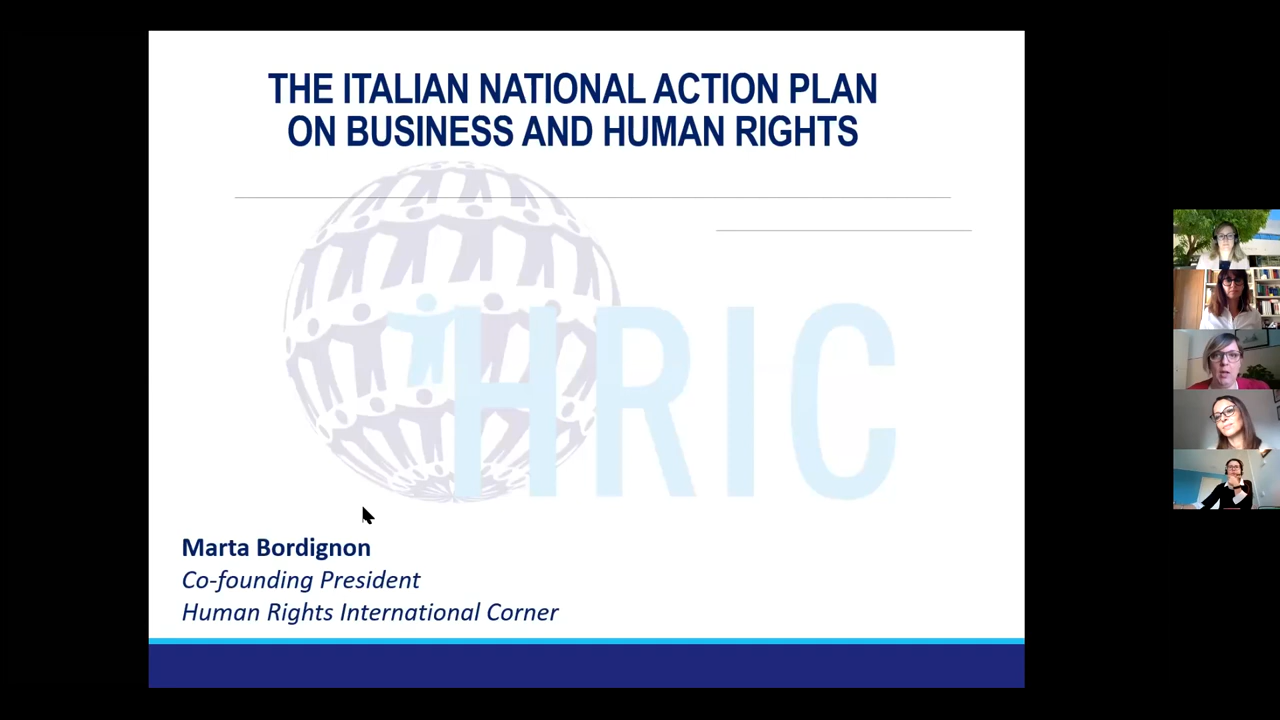 THE ITALIAN NATIONAL ACTION PLAN
ON BUSINESS AND HUMAN RIGHTS
HRIC
Marta Bordignon
Co-founding President
Human Rights International Corner